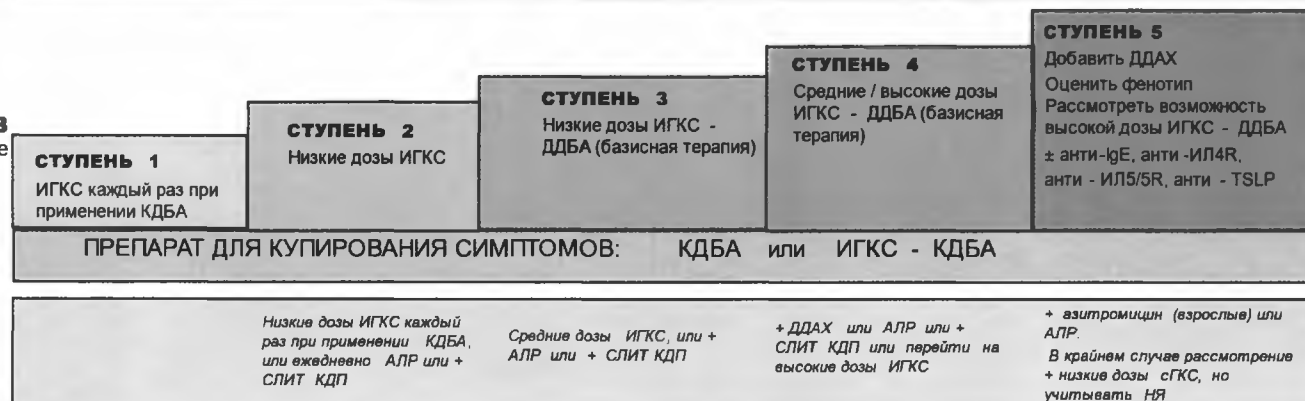 в
е
СТУПЕНЬ 1
ИГКС каждый раз при
применении КДБА
СТУПЕНЬ 2
Низкие дозы ИГКС
СТУПЕНЬ 3
Низкие дозы ИГКС -
ДДБА (базисная терапия)
СТУПЕНЬ 4
Средние / высокие дозы
ИГКС - ДДБА (базисная
терапия)
СТУПЕНЬ 5
Добавить ДДАХ
Оценить фенотип
Рассмотреть возможность
высокой дозы ИГКС - ДДБА
± анти-IgE, анти -ИЛ4R,
анти - ИЛ5/5R, анти - TSLP
ПРЕПАРАТ ДЛЯ КУПИРОВАНИЯ СИМПТОМОВ: КДБА или ИГКС - КДБА
Низкие дозы ИГКС каждый
раз при применении КДБА,
или ежедневно АЛР или +
СЛИТ КДП
Средние дозы ИГКС, или +
АЛР или + СЛИТ КДП
+ ДДАХ или АЛР или +
СЛИТ КДП или перейти на
высокие дозы ИГКС
+ азитромицин (взрослые) или
АЛР.
В крайнем случае рассмотрение
+ низкие дозы сГКС, но
учитывать НЯ